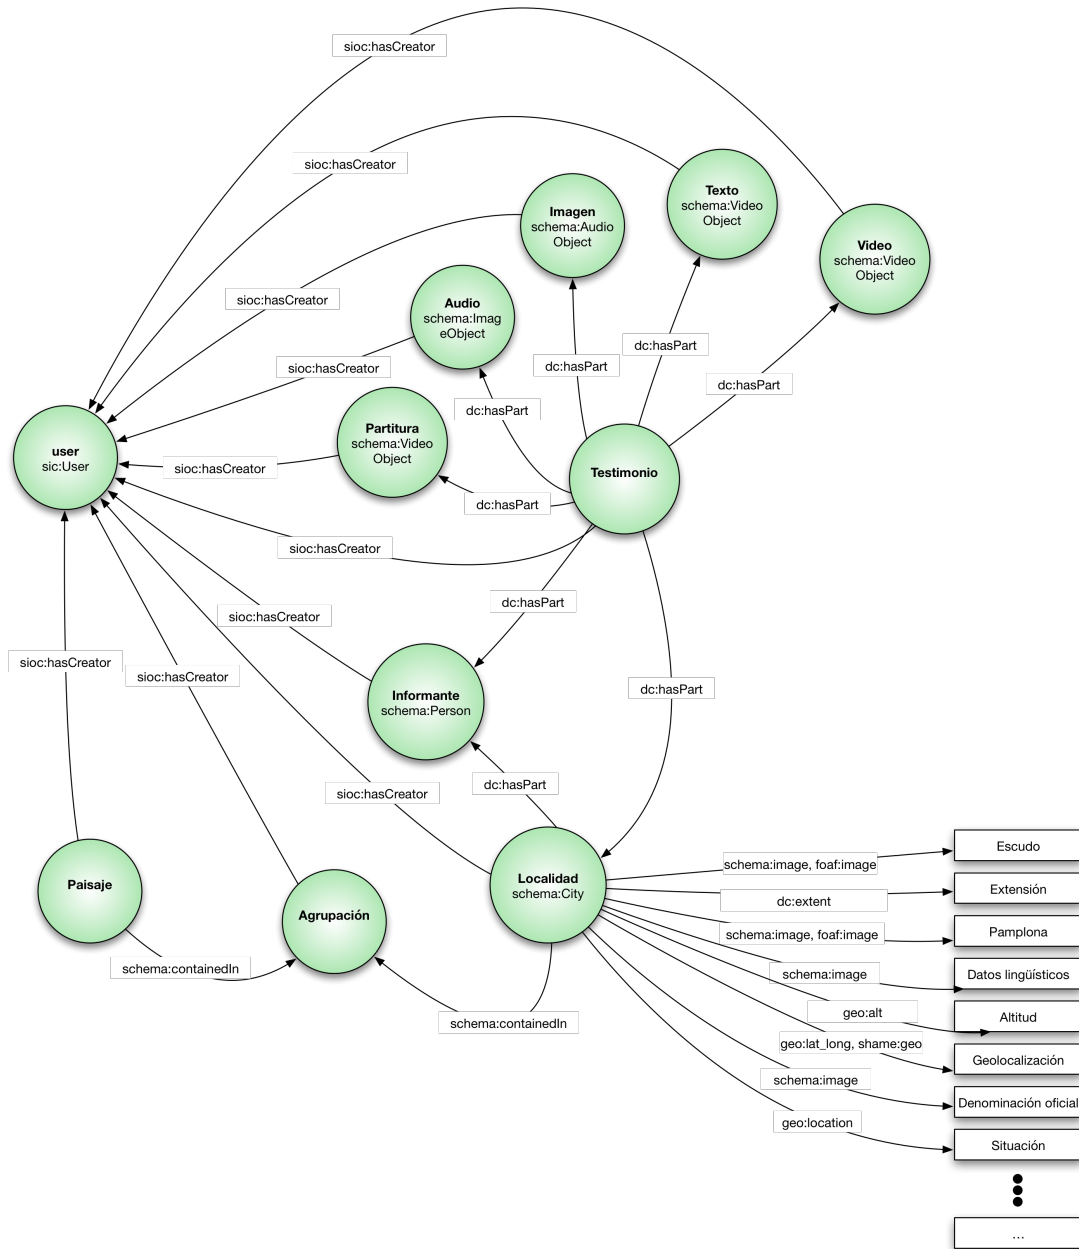 sioc:hasCreator
sioc:hasCreator
Texto
schema:Video
Object
Imagen
schema:Audio
Object
Video
schema:Video
Object
sioc:hasCreator
Audio
schema:Imag
eObject
dc:hasPart
dc:hasPart
sioc:hasCreator
dc:hasPart
dc:hasPart
Partitura
schema:Video
Object
user
sic:User
sioc:hasCreator
Testimonio
dc:hasPart
sioc:hasCreator
dc:hasPart
sioc:hasCreator
sioc:hasCreator
sioc:hasCreator
Informante
schema:Person
dc:hasPart
dc:hasPart
sioc:hasCreator
Paisaje
Agrupación
Localidad
schema:City
schema:image, foaf:image
Escudo
dc:extent
Extensión
schema:image, foaf:image
Pamplona
schema:containedIn
schema:image
Datos lingüísticos
schema:containedIn
geo:alt
Altitud
geo:lat_long, shame:geo
Geolocalización
schema:image
Denominación oficial
geo:location
Situación
...